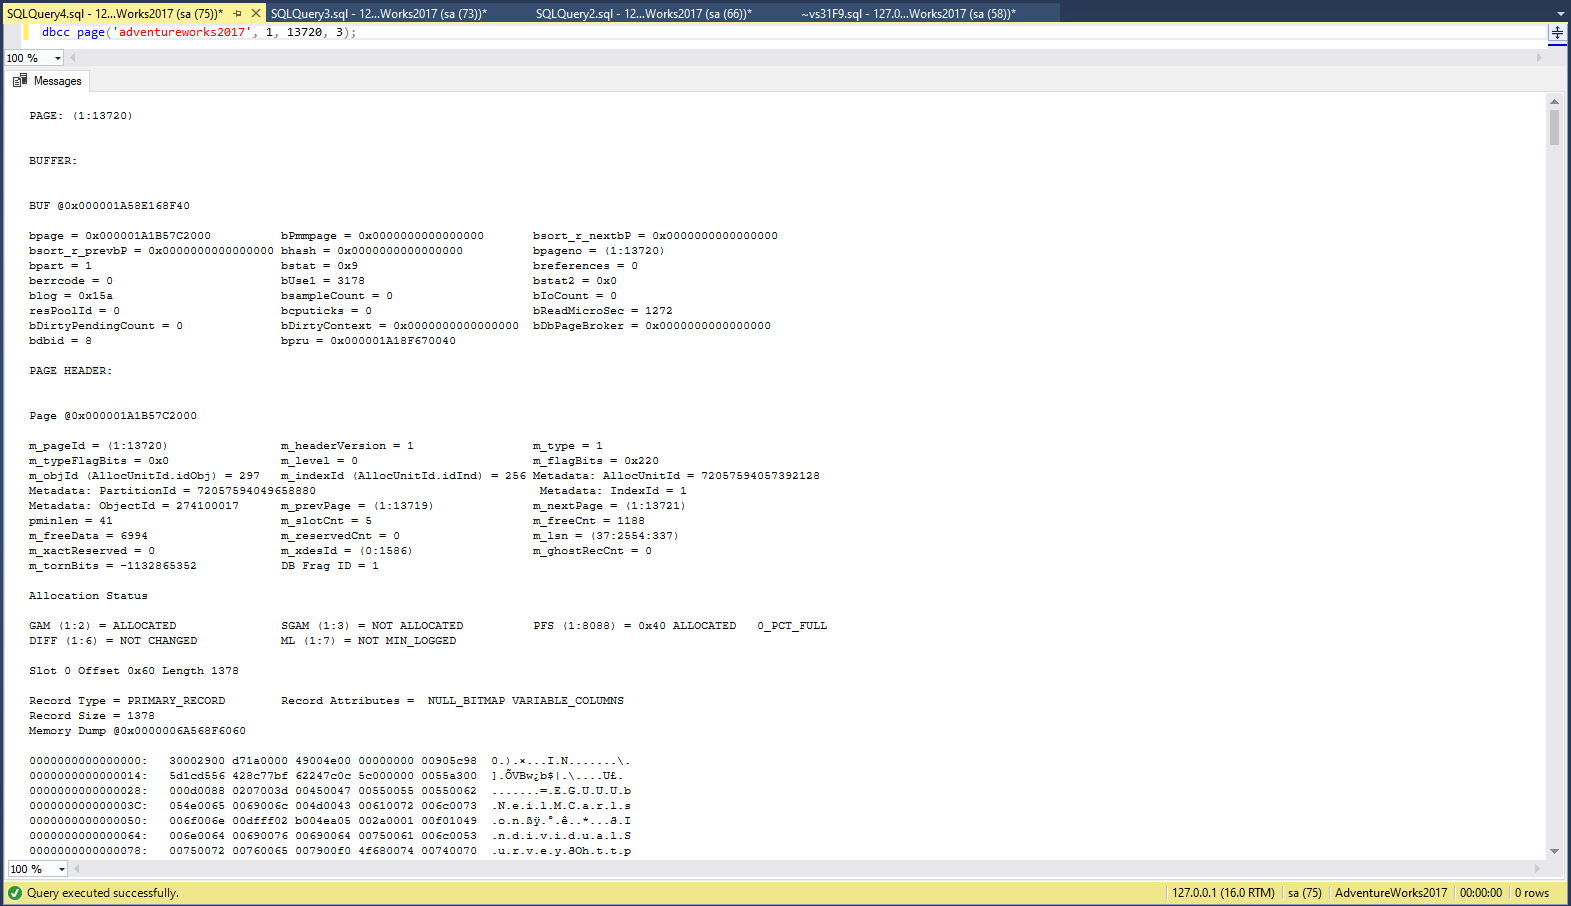 SQLQuery4.sql - 12...Works2017 (sa (75))* SQLQuery3.sql - 12...Works2017 (sa (73))* SQLQuery2.sql - 12...Works2017 (sa (66))* ~vs31F9.sql - 127.0...Works2017 (sa (58))*
dbcc page('adventureworks2017', 1, 13720, 3);
100 %
Messages
PAGE: (1:13720)
BUFFER:
BUF @0x000001A58E168F40
bpage = 0x000001A1B57C2000 bPmmpage = 0x0000000000000000 bsort_r_nextbP = 0x0000000000000000
bsort_r_prevbP = 0x0000000000000000 bhash = 0x0000000000000000 bpageno = (1:13720)
bpart = 1 bstat = 0x9 breferences = 0
berrcode = 0 bUse1 = 3178 bstat2 = 0x0
blog = 0x15a bsampleCount = 0 bIoCount = 0
resPoolId = 0 bcputicks = 0 bReadMicroSec = 1272
bDirtyPendingCount = 0 bDirtyContext = 0x0000000000000000 bDbPageBroker = 0x0000000000000000
bdbid = 8 bpru = 0x000001A18F670040
PAGE HEADER:
Page @0x000001A1B57C2000
m_pageId = (1:13720) m_headerVersion = 1 m_type = 1
m_typeFlagBits = 0x0 m_level = 0 m_flagBits = 0x220
m_objId (AllocUnitId.idObj) = 297 m_indexId (AllocUnitId.idInd) = 256 Metadata: AllocUnitId = 72057594057392128
Metadata: PartitionId = 72057594049658880 Metadata: IndexId = 1
Metadata: ObjectId = 274100017 m_prevPage = (1:13719) m_nextPage = (1:13721)
pminlen = 41 m_slotCnt = 5 m_freeCnt = 1188
m_freeData = 6994 m_reservedCnt = 0 m_lsn = (37:2554:337)
m_xactReserved = 0 m_xdesId = (0:1586) m_ghostRecCnt = 0
m_tornBits = -1132865352 DB Frag ID = 1
Allocation Status
GAM (1:2) = ALLOCATED SGAM (1:3) = NOT ALLOCATED PFS (1:8088) = 0x40 ALLOCATED 0_PCT_FULL
DIFF (1:6) = NOT CHANGED ML (1:7) = NOT MIN_LOGGED
Slot 0 Offset 0x60 Length 1378
Record Type = PRIMARY_RECORD Record Attributes = NULL_BITMAP VARIABLE_COLUMNS
Record Size = 1378
Memory Dump @0x0000006A568F6060
0000000000000000: 30002900 d71a0000 49004e00 00000000 00905c98 0.).×...I.N.......\.
0000000000000014: 5d1cd556 428c77bf 62247c0c 5c000000 0055a300 ].ÕVBw¿b$|.\....U£.
0000000000000028: 000d0088 0207003d 00450047 00550055 00550062 .......=.E.G.U.U.U.b
000000000000003C: 054e0065 0069006c 004d0043 00610072 006c0073 .N.e.i.l.M.C.a.r.l.s
0000000000000050: 006f006e 00dfff02 b004ea05 002a0001 00f01049 .o.n.ßÿ.°.ê..*...ð.I
0000000000000064: 006e0064 00690076 00690064 00750061 006c0053 .n.d.i.v.i.d.u.a.l.S
0000000000000078: 00750072 00760065 007900f0 4f680074 00740070 .u.r.v.e.y.ðOh.t.t.p
100 %
Query executed successfully. 127.0.0.1 (16.0 RTM) sa (75) AdventureWorks2017 00:00:00 0 rows